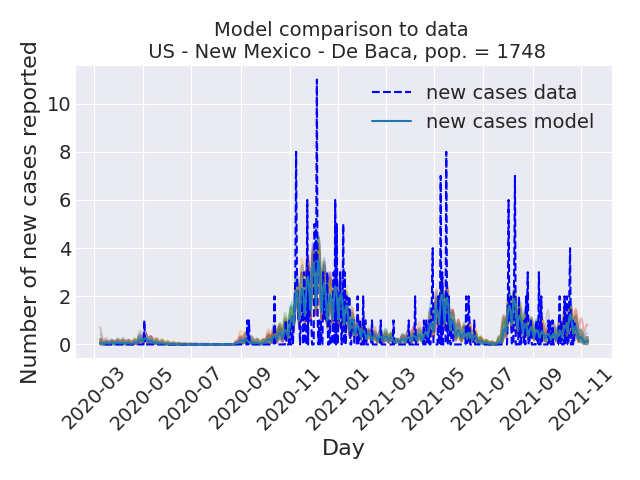 Model comparison to data
US - New Mexico - De Baca, pop. = 1748
Number of new cases reported
10
8
6
4
2
0
new cases data
new cases model
2020-03
2020-05
2020-07
2020-09
2020-11
2021-01
2021-03
2021-05
2021-07
2021-09
2021-11
Day